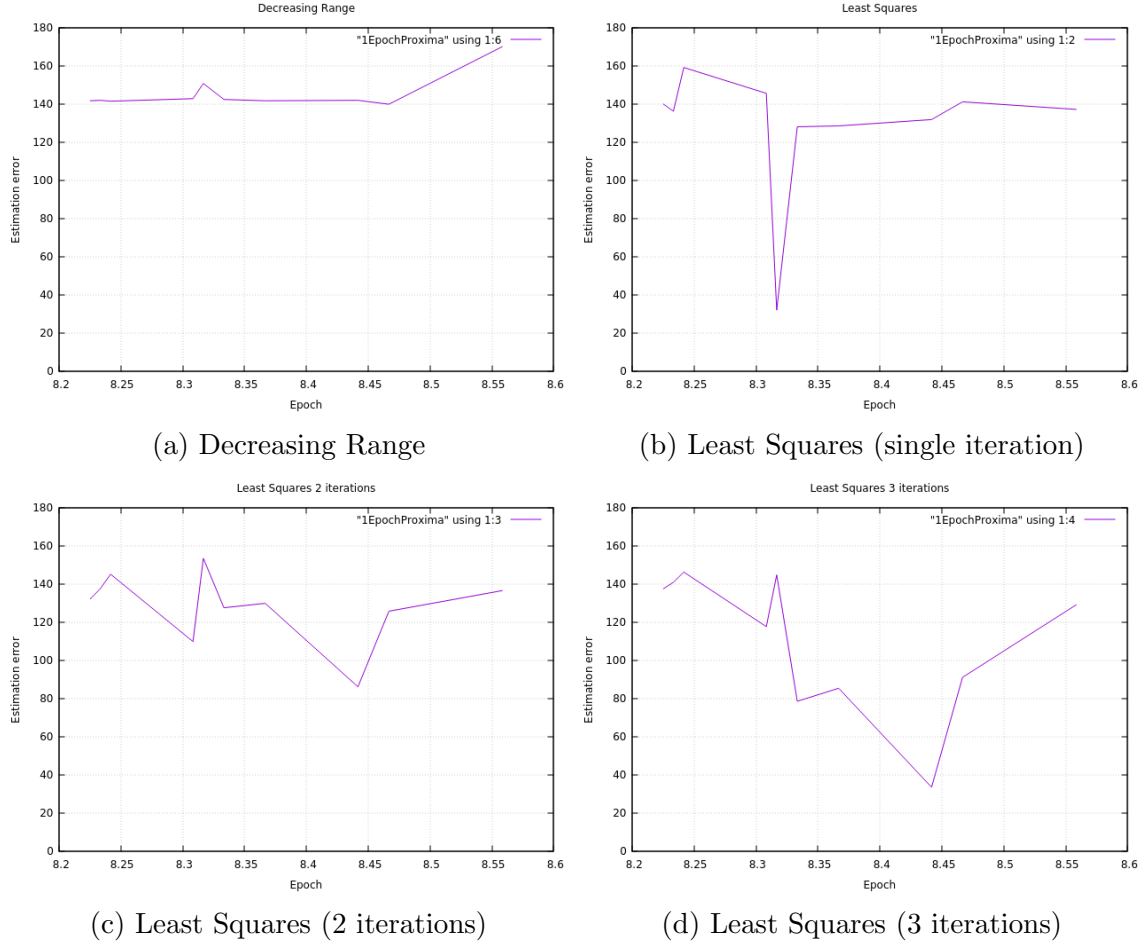 Decreasing Range
"1EpochProxima" using 1:6
180
160
140
120
100
80
60
40
20
0
Estimation error
8.2 8.25 8.3 8.35 8.4 8.45 8.5 8.55 8.6
Epoch
(a) Decreasing Range
Least Squares
"1EpochProxima" using 1:2
180
160
140
120
100
80
60
40
20
0
Estimation error
8.2 8.25 8.3 8.35 8.4 8.45 8.5 8.55 8.6
Epoch
(b) Least Squares (single iteration)
Least Squares 2 iterations
"1EpochProxima" using 1:3
180
160
140
120
100
80
60
40
20
0
Estimation error
8.2 8.25 8.3 8.35 8.4 8.45 8.5 8.55 8.6
Epoch
(c) Least Squares (2 iterations)
Least Squares 3 iterations
"1EpochProxima" using 1:4
180
160
140
120
100
80
60
40
20
0
Estimation error
8.2 8.25 8.3 8.35 8.4 8.45 8.5 8.55 8.6
Epoch
(d) Least Squares (3 iterations)